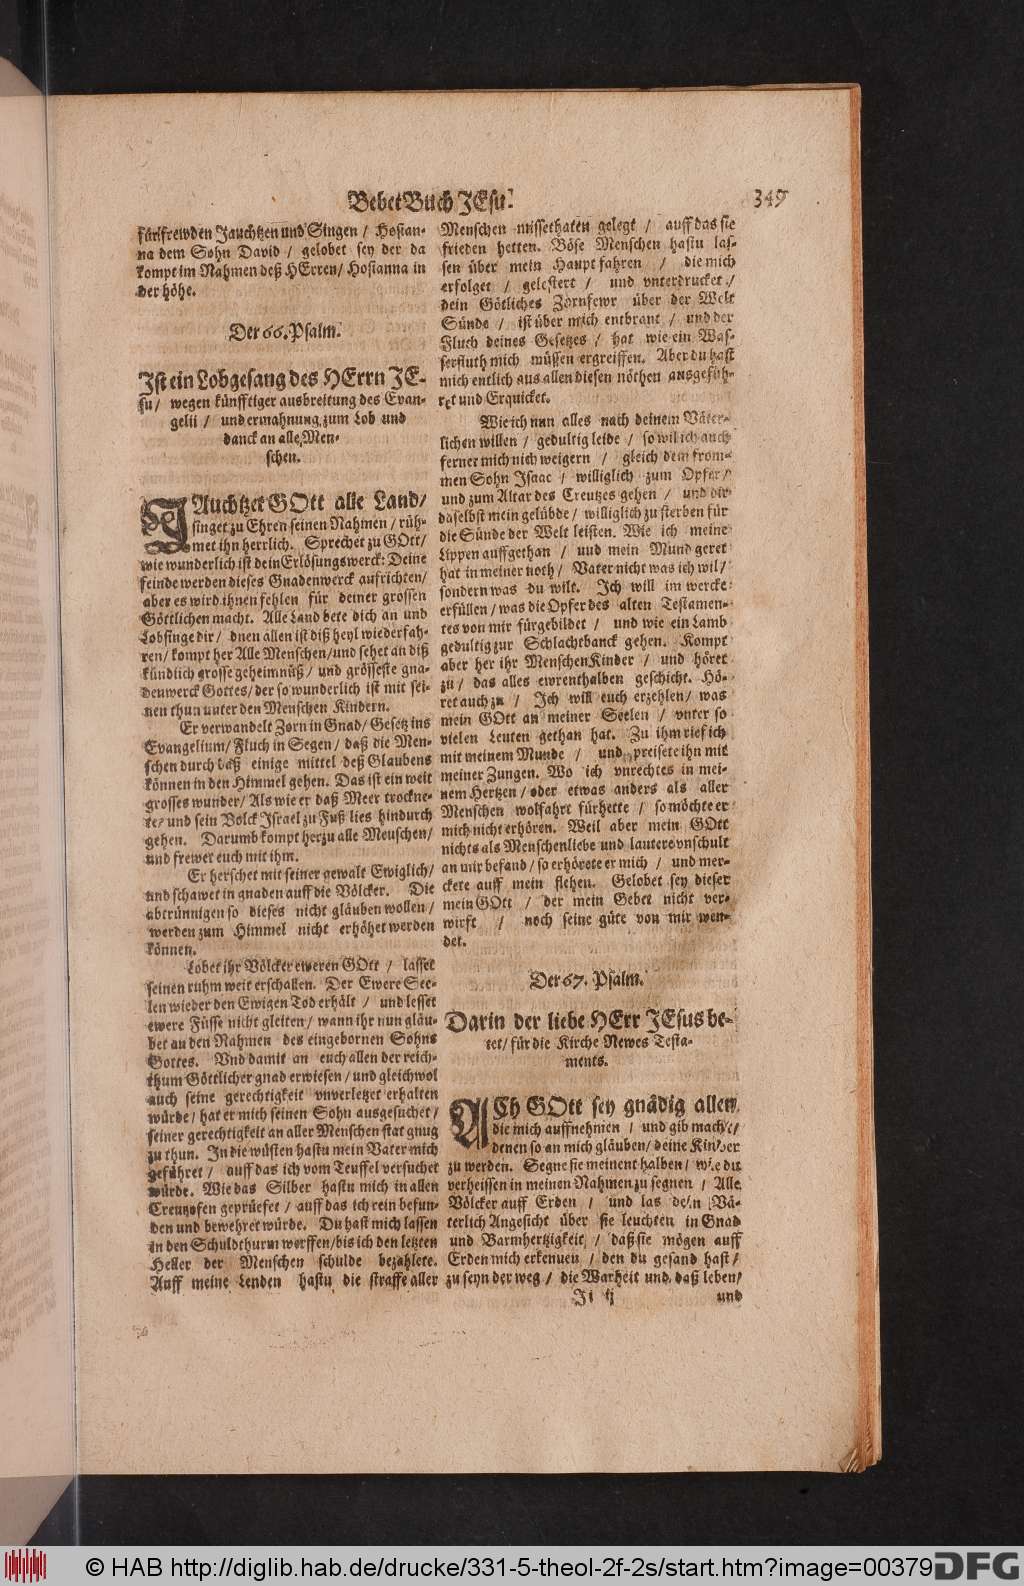 Bebet Buch JEsu.
349
für frewden Jauchtzen und Singen / Hosian-
na dem Sohn David / gelobet sey der da
kompt im Nahmen deß HErren / Hosianna in
der höhe.
Der 66. Psalm.
Ist ein Lobgesang des HErrn JE-
su / wegen künfftiger ausbreitung des Evan-
gelii / und ermahnung zum Lob und
danck an alle Men-
schen.
JAuchtzet GOtt alle Land /
singet zu Ehren seinen Nahmen / rüh-
met ihn herrlich. Sprechet zu GOtt /
wie wunderlich ist dein Erlösungswerck: Deine
feinde werden dieses Gnadenwerck aufrichten /
aber es wird ihnen fehlen für deiner grossen
Göttlichen macht. Alle Land bete dich an und
Lobsinge dir / dnen allen ist diß heyl wiederfah-
ren / kompt her Alle Menschen / und sehet an diß
kündlich grosse geheimnüß / und grösseste gna-
denwerck Gottes / der so wunderlich ist mit sei-
nen thun unter den Menschen Kindern.
Er verwandelt Zorn in Gnad / Gesetz ins
Evangelium / Fluch in Segen / daß die Men-
schen durch daß einige mittel deß Glaubens
können in den Himmel gehen. Das ist ein weit
grosses wunder / Als wie er daß Meer trockne-
te / und sein Volck Israel zu Fuß lies hindurch
gehen. Darumb kompt herzu alle Meuschen /
und frewet euch mit ihm.
Er herschet mit seiner gewalt Ewiglich /
und schawet in gnaden auff die Völcker. Die
abtrünnigen so dieses nicht gläuben wollen /
werden zum Himmel nicht erhöhet werden
können.
Lobet ihr Völcker eweren GOtt / lasset
seinen ruhm weit erschallen. Der Ewere See-
len wieder den Ewigen Tod erhält / und lesset
ewere Füsse nicht gleiten / wann ihr nun gläu-
bet an den Nahmen des eingebornen Sohns
Gottes. Vnd damit an euch allen der reich-
thum Göttlicher gnad erwiesen / und gleichwol
auch seine gerechtigkeit vnverletzet erhalten
würde / hat er mich seinen Sohn ausgesuchet /
seiner gerechtigkeit an aller Menschen stat gnug
zu thun. In die wüsten hastu mein Vater mich
geführet / auff das ich vom Teuffel versuchet
würde. Wie das Silber hastu mich in allen
Creutzofen geprüefet / auff das ich rein befun-
den und bewehret würde. Du hast mich lassen
in den Schuldthurm werffen / bis ich den letzten
Heller der Menschen schulde bezahlete.
Auff meine Lenden hastu die straffe aller
Menschen missethaten gelegt / auff das sie
frieden hetten. Böse Menschen hastu las-
sen über mein Haupt fahren / die mich
erfolget / gelestert / und vnterdrucket /
dein Götliches Zornfewr über der Welt
Sünde / ist über mich entbrant / und der
Fluch deines Gesetzes / hat wie ein Was-
serfluth mich müssen ergreiffen. Aber du hast
mich entlich aus allen diesen nöthen ausgefüh-
ret und Erquicket.
Wie ich nun alles nach deinem Väter-
lichen willen / gedultig leide / so wil ich auch
ferner mich nich weigern / gleich dem from-
men Sohn Isaac / williglich zum Opfer /
und zum Altar des Creutzes gehen / und dir
daselbst mein gelübde / williglich zu sterben für
die Sünde der Welt leisten. Wie ich meine
Lippen auffgethan / und mein Mund geret
hat in meiner noth / Vater nicht was ich wil /
sondern was du wilt. Ich will im wercke
erfüllen / was die Opfer des alten Testamen-
tes von mir fürgebildet / und wie ein Lamb
gedultig zur Schlachtbanck gehen. Kompt
aber her ihr Menschen Kinder / und höret
zu / das alles ewrenthalben geschicht. Hö-
ret auch zu / Ich will euch erzehlen / was
mein GOtt an meiner Seelen / vnter so
vielen Leuten gethan hat. Zu ihm rief ich
mit meinem Munde / und preisete ihn mit
meiner Zungen. Wo ich vnrechtes in mei-
nem Hertzen / oder etwas anders als aller
Menschen wolfahrt fürhette / so möchte er
mich nicht erhören. Weil aber mein GOtt
nichts als Menschenliebe und lautere vnschult
an mir befand / so erhörete er mich / und mer-
ckete auff mein flehen. Gelobet sey dieser
mein GOtt / der mein Gebet nicht ver-
wirft / noch seine güte von mir wen-
det.
Der 67. Psalm.
Darin der liebe HErr JEsus be-
tet / für die Kirche Newes Testa-
ments.
ACh GOtt sey gnädig allen,
die mich auffnehmen / und gib mache /
denen so an mich gläuben / deine Kinder
zu werden. Segne sie meinent halben / wie du
verheissen in meinen Nahmen zu segnen / Alle
Völcker auff Erden / und las dein Vä-
terlich Angesicht über sie leuchten in Gnad
und Barmhertzigkeit / daß sie mögen auff
Erden mich erkenuen / den du gesand hast /
zu seyn der weg / die Warheit und daß leben /
Ji ij
und
© HAB http://diglib.hab.de/drucke/331-5-theol-2f-2s/start.htm?image=00379
DFG